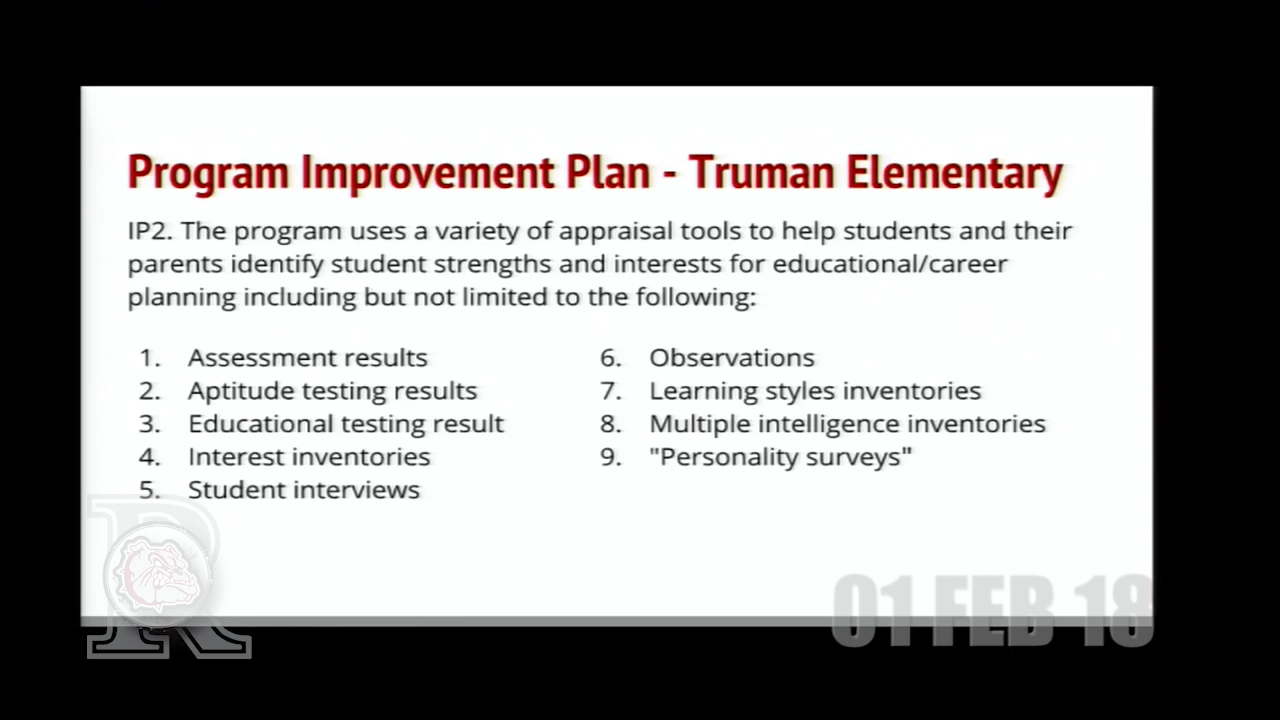 Program Improvement Plan - Truman Elementary
IP2. The program uses a variety of appraisal tools to help students and their
parents identify student strengths and interests for educational/career
planning including but not limited to the following:
1. Assessment results
2. Aptitude testing results
3. Educational testing result
4. Interest inventories
5. Student interviews
6. Observations
7. Learning styles inventories
8. Multiple intelligence inventories
9. "Personality surveys"
R
01 FEB 18